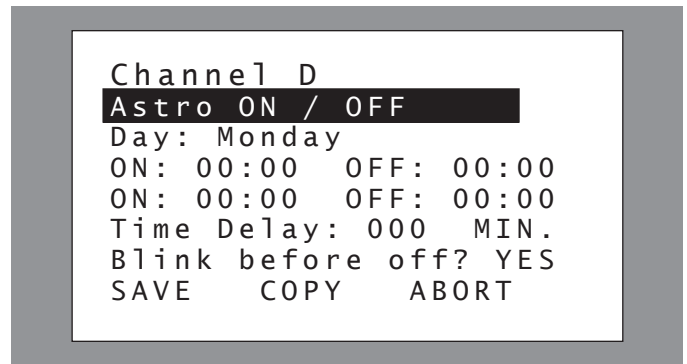 Channel D
Astro ON / OFF
Day: Monday
ON: 00:00 OFF: 00:00
ON: 00:00 OFF: 00:00
Time Delay: 000 MIN.
Blink before off? YES
SAVE COPY ABORT